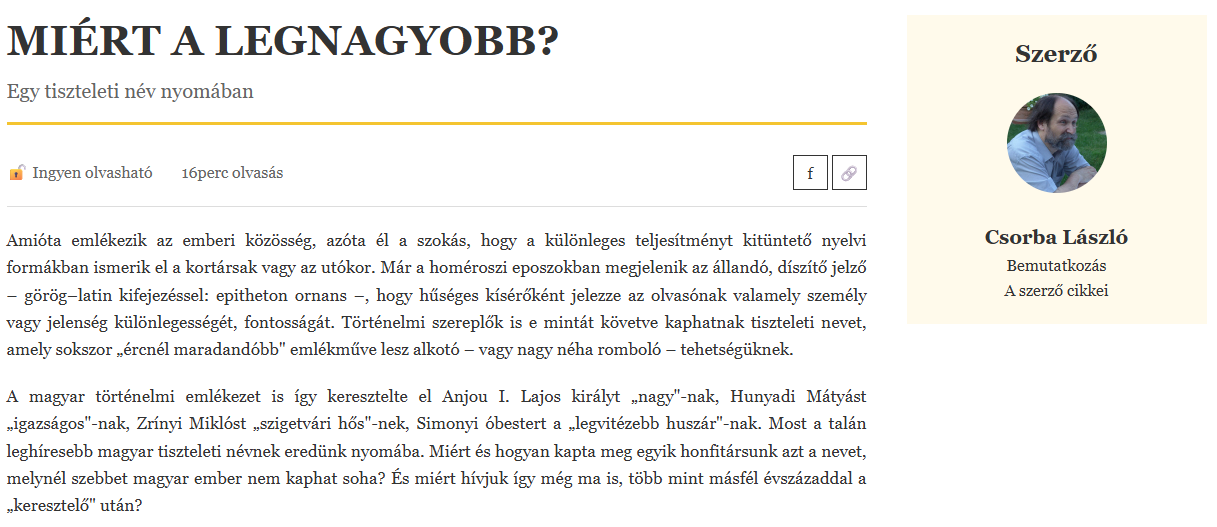 MIÉRT A LEGNAGYOBB?
Egy tiszteleti név nyomában
Ingyen olvasható 16perc olvasás
f
Amióta emlékezik az emberi közösség, azóta él a szokás, hogy a különleges teljesítményt kitüntető nyelvi
formákban ismerik el a kortársak vagy az utókor. Már a homéroszi eposzokban megjelenik az állandó, díszítő jelző
– görög–latin kifejezéssel: epitheton ornans –, hogy hűséges kísérőként jelezze az olvasónak valamely személy
vagy jelenség különlegességét, fontosságát. Történelmi szereplők is e mintát követve kaphatnak tiszteleti nevet,
amely sokszor „ércnél maradandóbb" emlékműve lesz alkotó – vagy nagy néha romboló – tehetségüknek.
A magyar történelmi emlékezet is így keresztelte el Anjou I. Lajos királyt „nagy"-nak, Hunyadi Mátyást
„igazságos"-nak, Zrínyi Miklóst „szigetvári hős"-nek, Simonyi óbestert a „legvitézebb huszár"-nak. Most a talán
leghíresebb magyar tiszteleti névnek eredünk nyomába. Miért és hogyan kapta meg egyik honfitársunk azt a nevet,
melynél szebbet magyar ember nem kaphat soha? És miért hívjuk így még ma is, több mint másfél évszázaddal a
„keresztelő" után?
Szerző
Csorba László
Bemutatkozás
A szerző cikkei